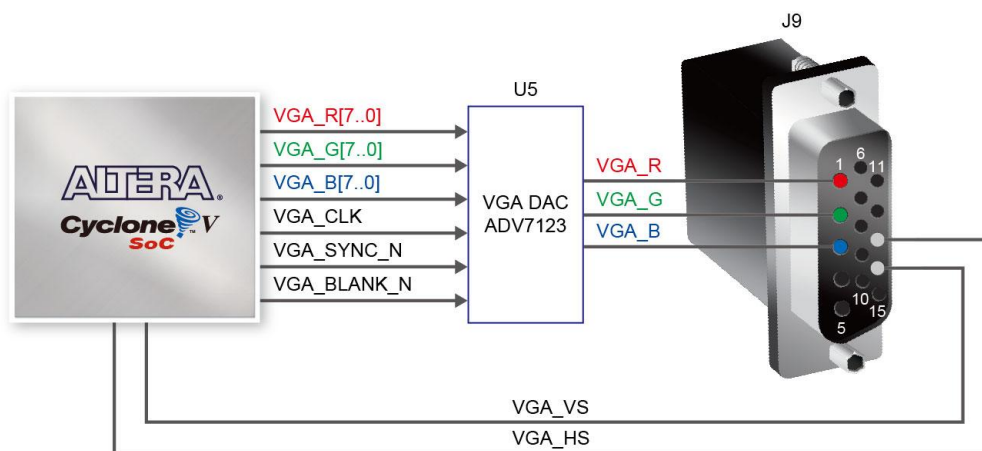 J9
U5
VGA_R[7..0]
VGA_G[7..0]
VGA_B[7..0]
VGA_CLK
VGA_SYNC_N
VGA_BLANK_N
ALTERA®
Cyclone™ V
SoC
VGA DAC
ADV7123
VGA_R
VGA_G
VGA_B
1
6
11
5
10
15
VGA_VS
VGA_HS